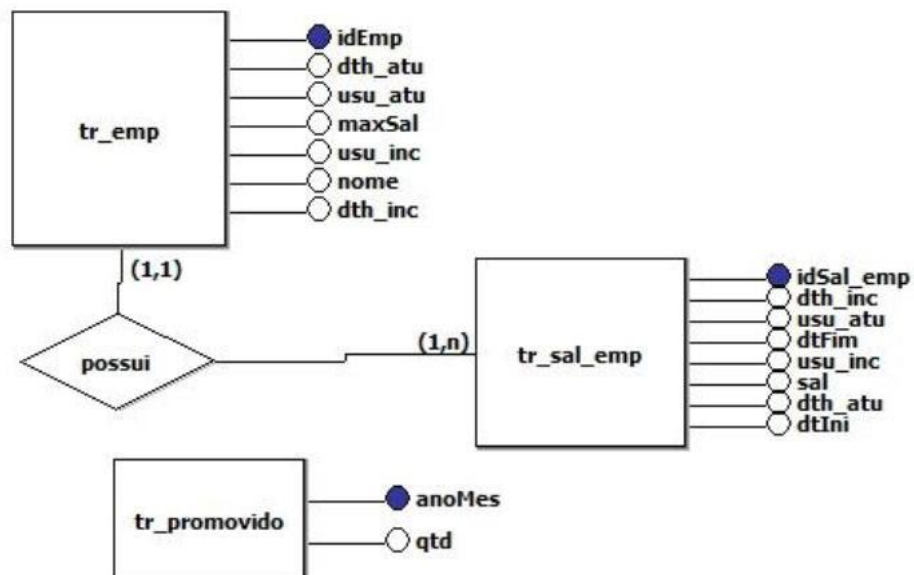 tr_emp
idEmp
dth_atu
usu_atu
maxSal
usu_inc
nome
dth_inc
(1,1)
possui
(1,n)
tr_sal_emp
idSal_emp
dth_inc
usu_atu
dtFim
usu_inc
sal
dth_atu
dtIni
tr_promovido
anoMes
qtd